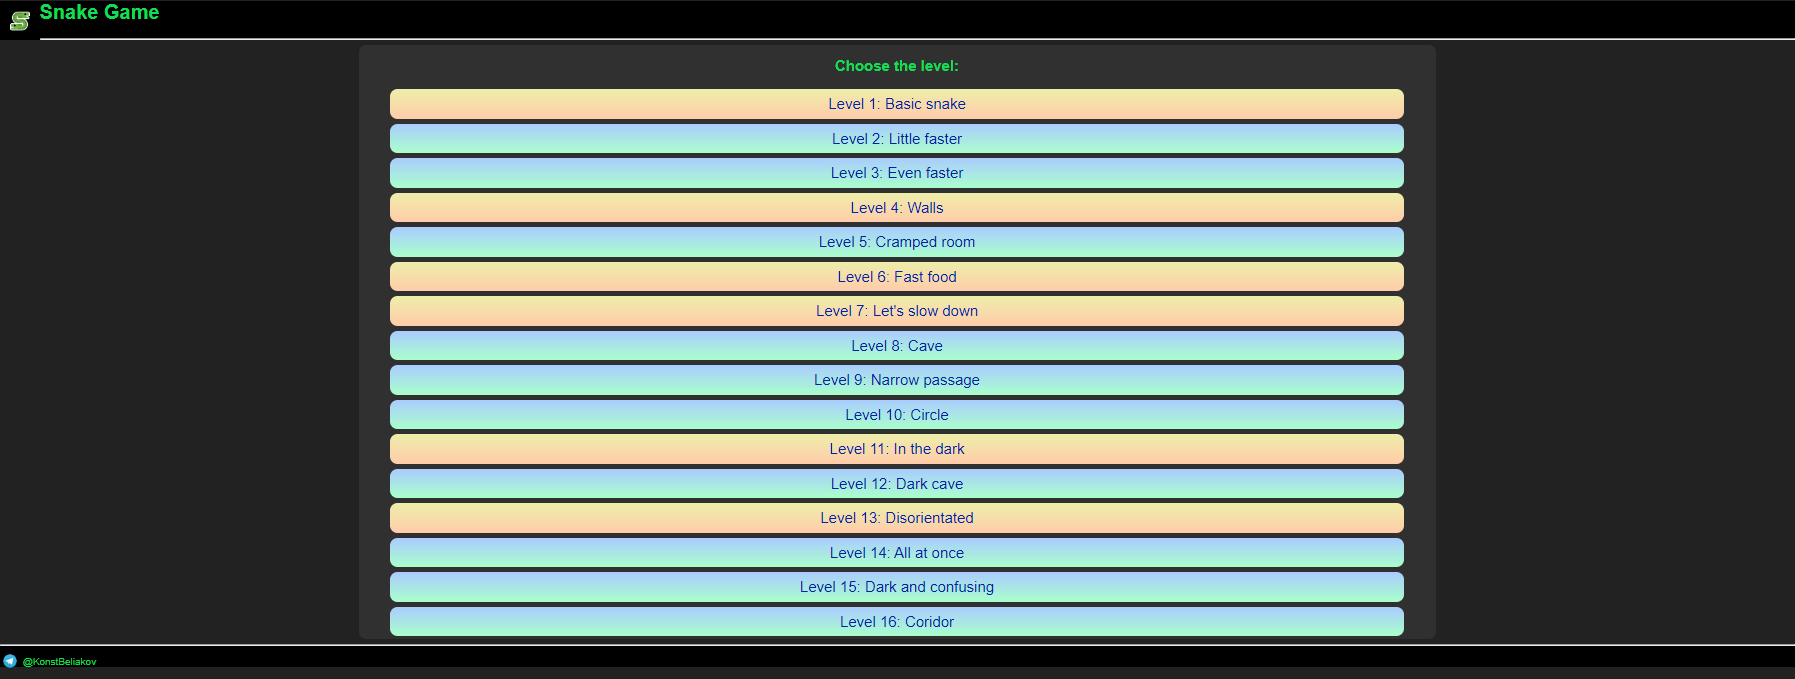 Snake Game
Choose the level:
Level 1: Basic snake
Level 2: Little faster
Level 3: Even faster
Level 4: Walls
Level 5: Cramped room
Level 6: Fast food
Level 7: Let's slow down
Level 8: Cave
Level 9: Narrow passage
Level 10: Circle
Level 11: In the dark
Level 12: Dark cave
Level 13: Disorientated
Level 14: All at once
Level 15: Dark and confusing
Level 16: Coridor
@KonstBeliakov